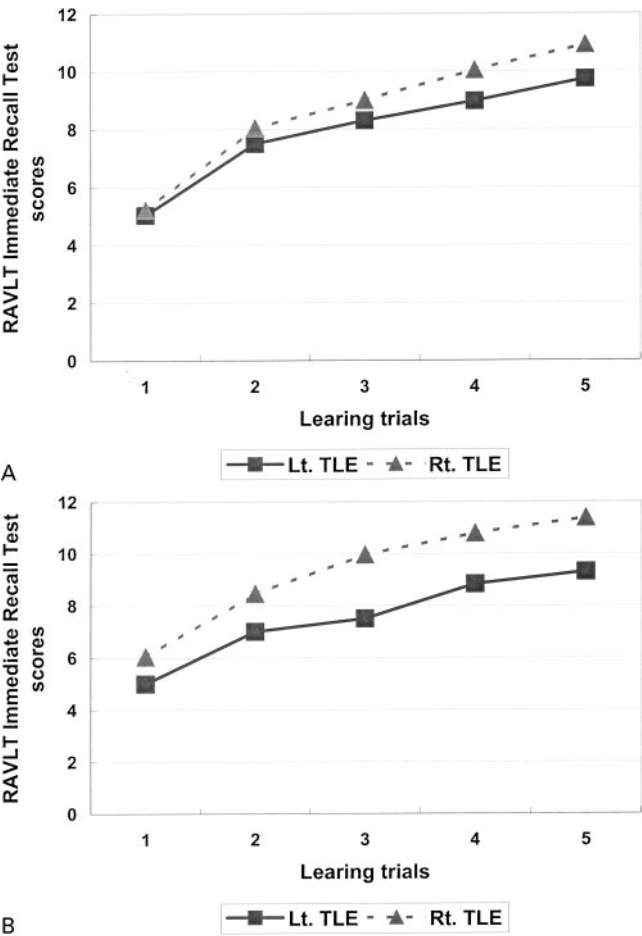 RAVLT Immediate Recall Test
scores
12
10
8
6
4
2
0
1 2 3 4 5
Learing trials
Lt. TLE Rt. TLE
A
RAVLT Immediate Recall Test
scores
12
10
8
6
4
2
0
1 2 3 4 5
Learing trials
Lt. TLE Rt. TLE
B